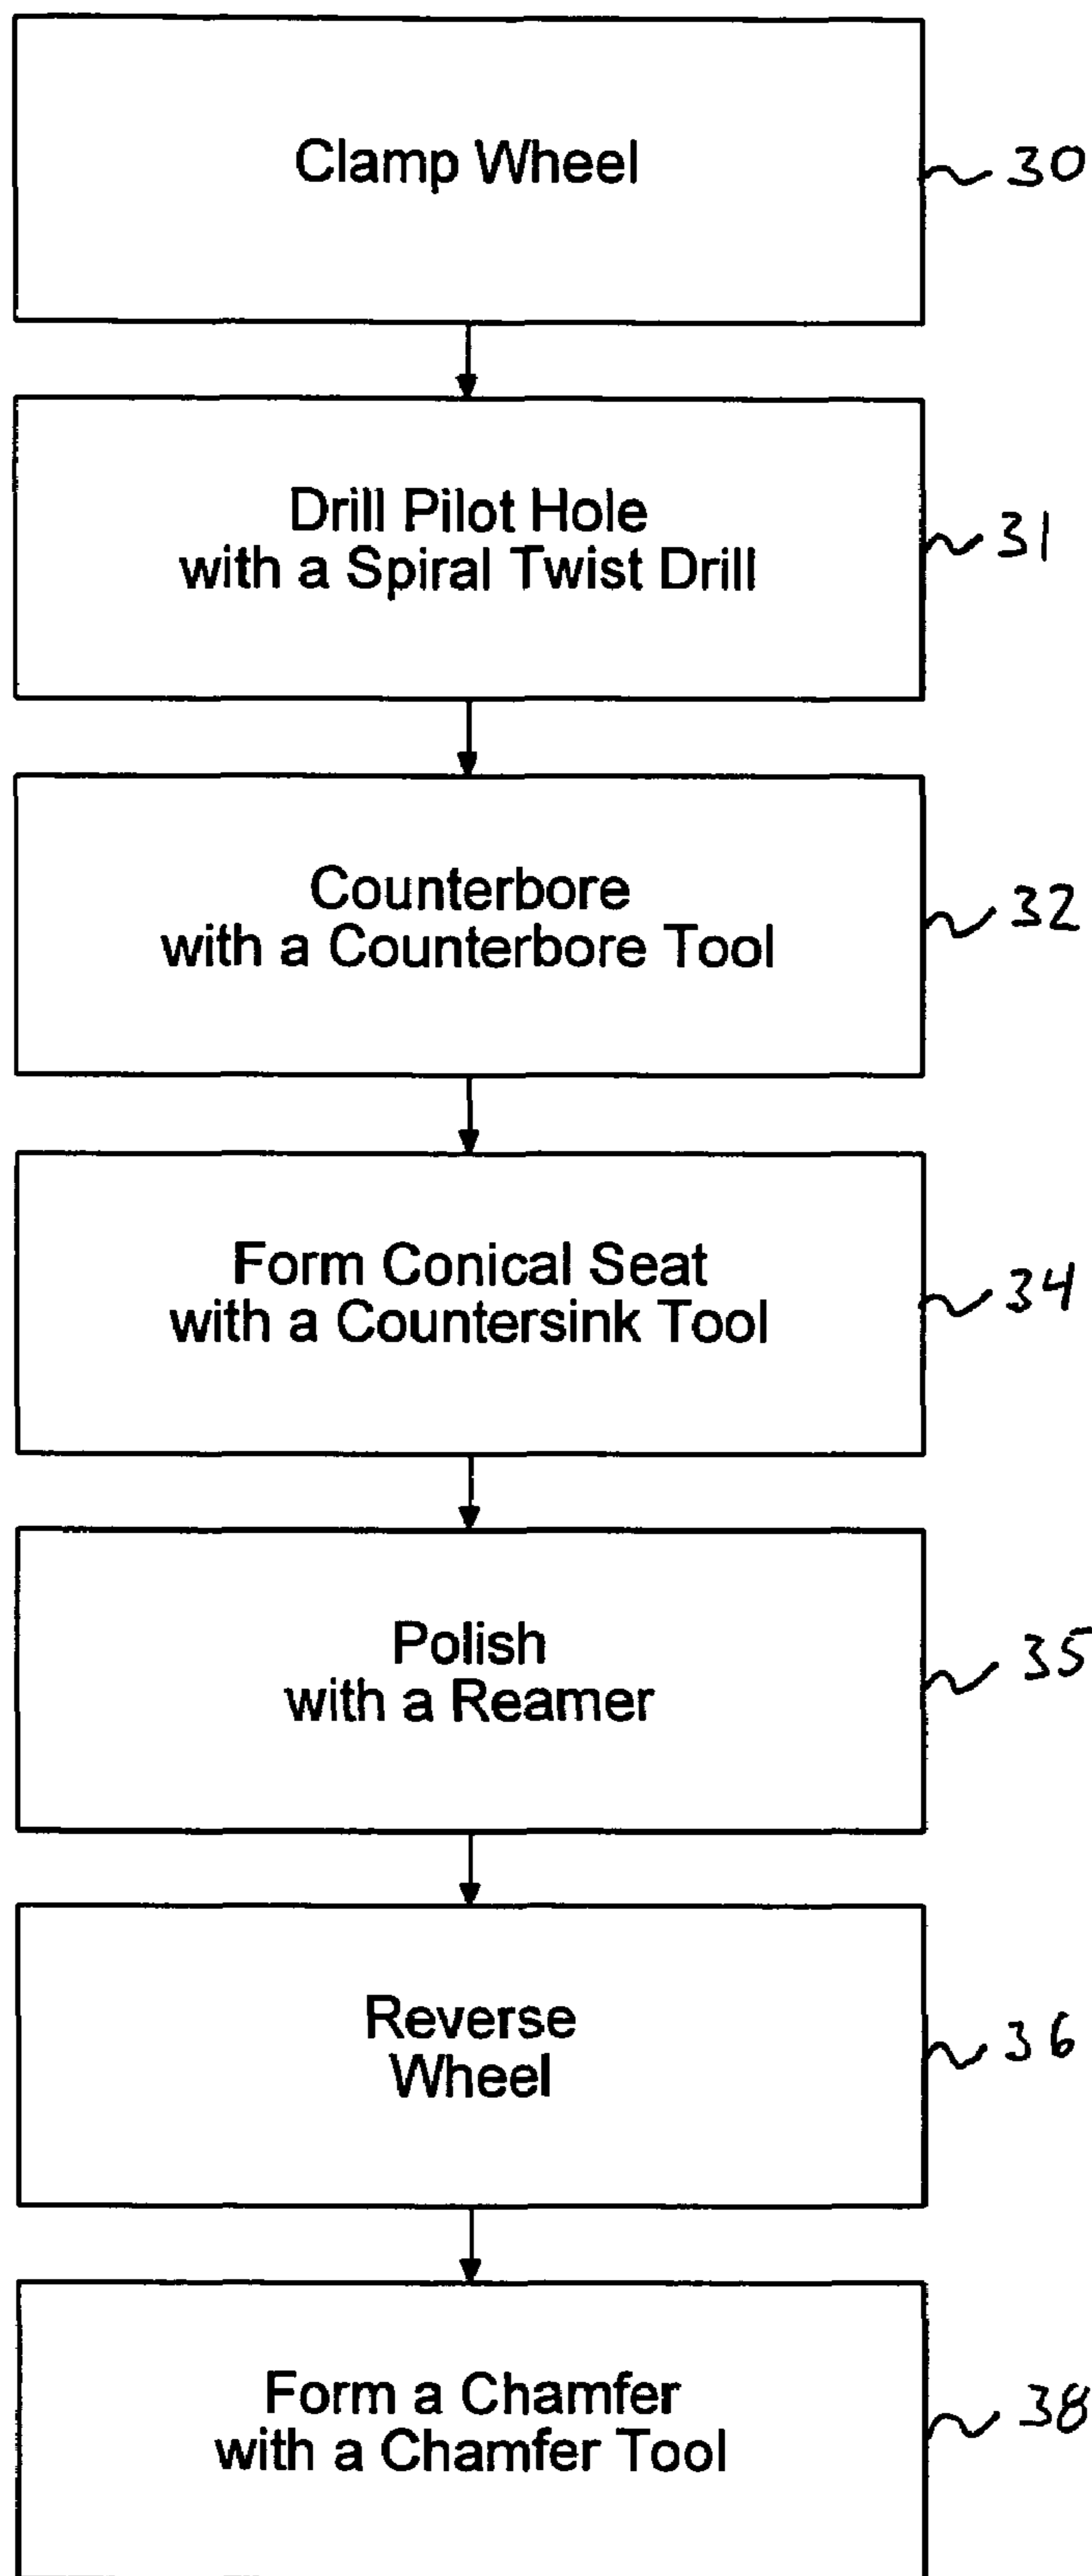 Clamp Wheel
30
Drill Pilot Hole
with a Spiral Twist Drill
31
Counterbore
with a Counterbore Tool
32
Form Conical Seat
with a Countersink Tool
34
Polish
with a Reamer
35
Reverse
Wheel
36
Form a Chamfer
with a Chamfer Tool
38